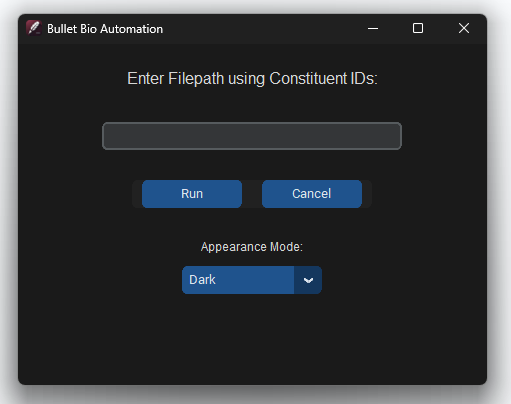 Bullet Bio Automation
Enter Filepath using Constituent IDs:
Run
Cancel
Appearance Mode:
Dark